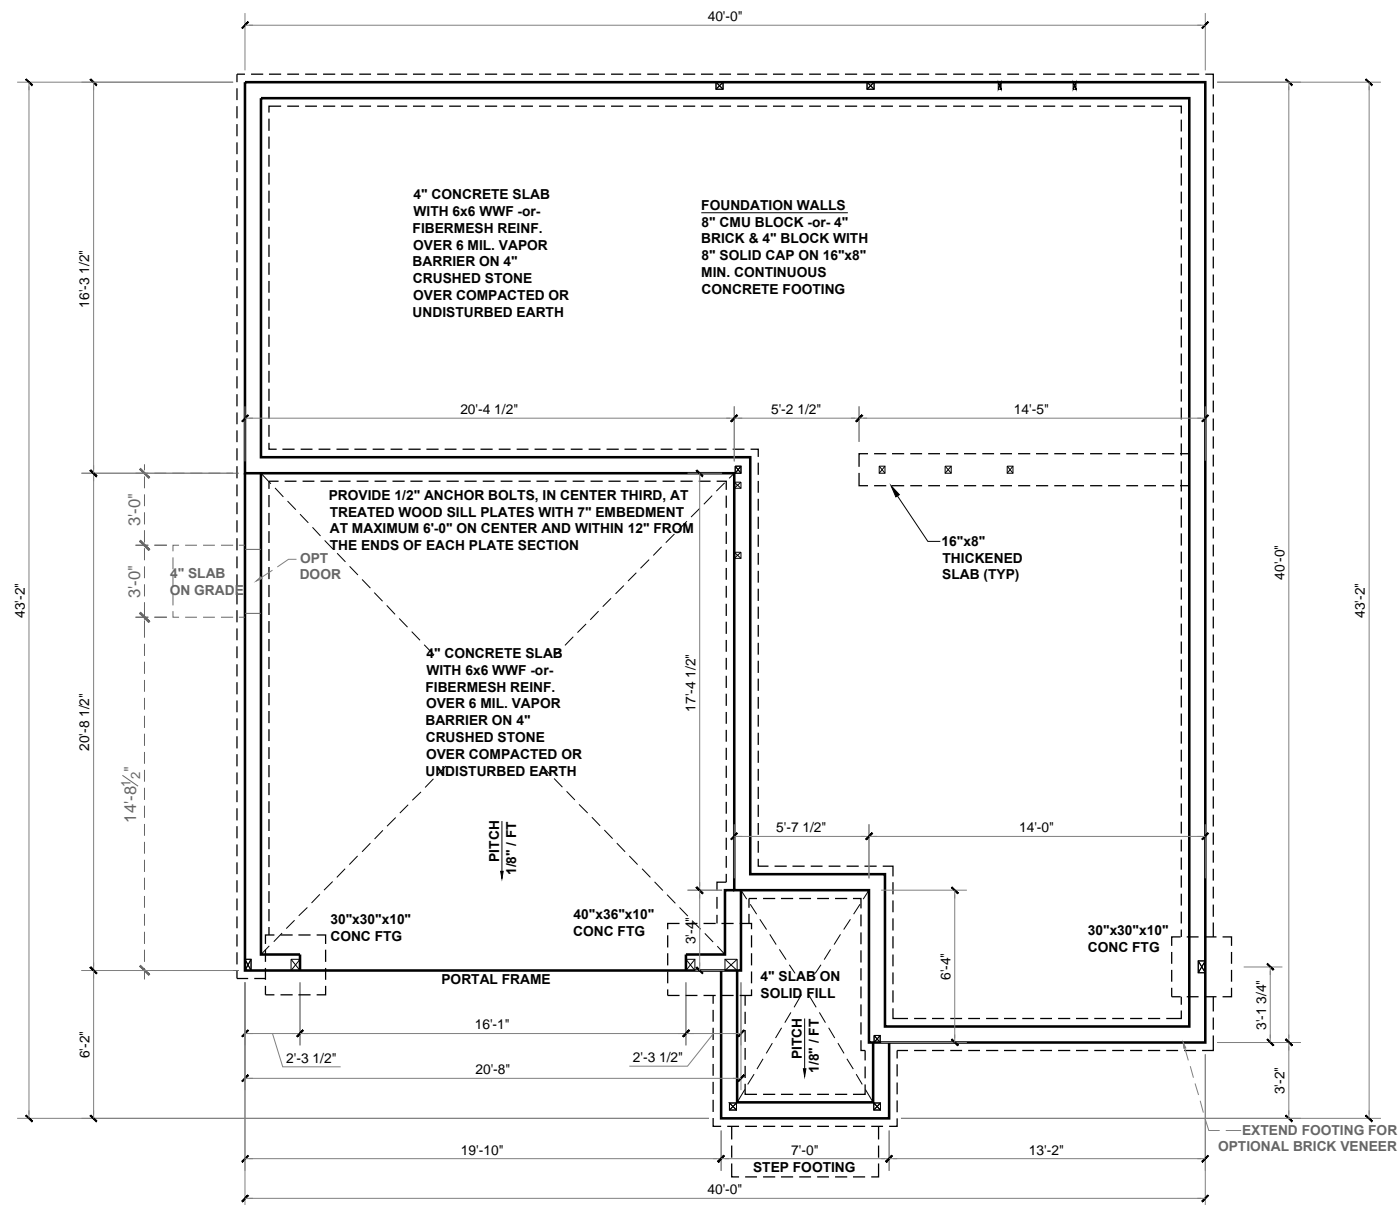 40'-0"
4" CONCRETE SLAB
WITH 6x6 WWF -or-
FIBERMESH REINF.
OVER 6 MIL. VAPOR
BARRIER ON 4"
CRUSHED STONE
OVER COMPACTED OR
UNDISTURBED EARTH
FOUNDATION WALLS
8" CMU BLOCK -or- 4"
BRICK & 4" BLOCK WITH
8" SOLID CAP ON 16"x8"
MIN. CONTINUOUS
CONCRETE FOOTING
16'-3 1/2"
20'-4 1/2"
5'-2 1/2"
14'-5"
PROVIDE 1/2" ANCHOR BOLTS, IN CENTER THIRD, AT
TREATED WOOD SILL PLATES WITH 7" EMBEDMENT
AT MAXIMUM 6'-0" ON CENTER AND WITHIN 12" FROM
THE ENDS OF EACH PLATE SECTION
3'-0"
3'-0"
4" SLAB
ON GRADE
OPT
DOOR
16"x8"
THICKENED
SLAB (TYP)
43'-2"
40'-0"
43'-2"
4" CONCRETE SLAB
WITH 6x6 WWF -or-
FIBERMESH REINF.
OVER 6 MIL. VAPOR
BARRIER ON 4"
CRUSHED STONE
OVER COMPACTED OR
UNDISTURBED EARTH
17'-4 1/2"
20'-8 1/2"
14'-8½"
PITCH
1/8" / FT
5'-7 1/2"
14'-0"
30"x30"x10"
CONC FTG
40"x36"x10"
CONC FTG
3'-4"
30"x30"x10"
CONC FTG
PORTAL FRAME
4" SLAB ON
SOLID FILL
6'-4"
3'-1 3/4"
PITCH
1/8" / FT
6'-2"
16'-1"
2'-3 1/2"
2'-3 1/2"
20'-8"
3'-2"
EXTEND FOOTING FOR
OPTIONAL BRICK VENEER
19'-10"
7'-0"
13'-2"
STEP FOOTING
40'-0"